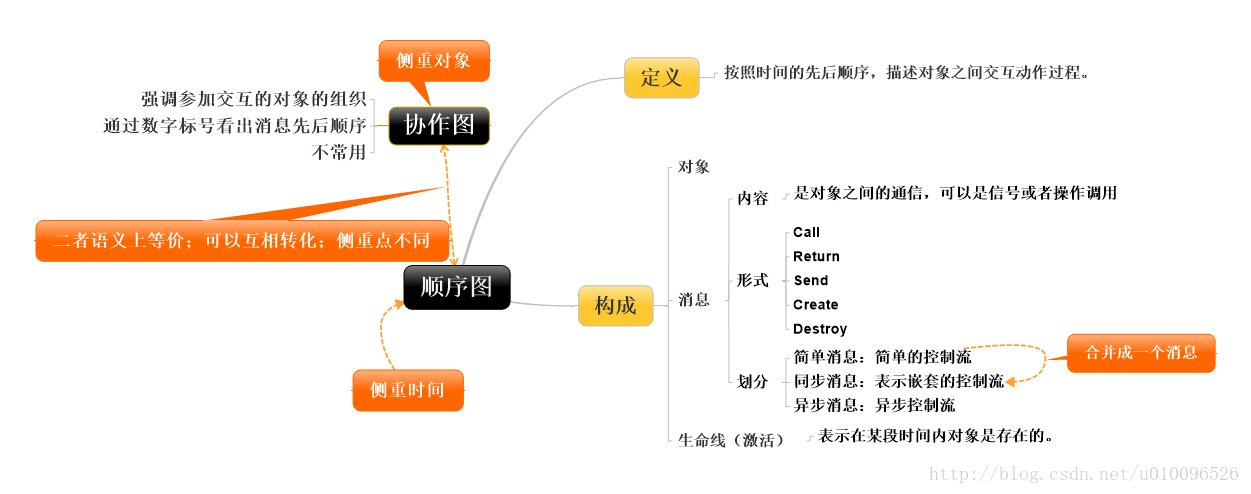 侧重对象
强调参加交互的对象的组织
通过数字标号看出消息先后顺序
不常用
协作图
二者语义上等价；可以互相转化；侧重点不同
顺序图
侧重时间
定义
按照时间的先后顺序，描述对象之间交互动作过程。
构成
对象
消息
内容
是对象之间的通信，可以是信号或者操作调用
形式
Call
Return
Send
Create
Destroy
划分
简单消息：简单的控制流
同步消息：表示嵌套的控制流
异步消息：异步控制流
合并成一个消息
生命线（激活）
表示在某段时间内对象是存在的。
http://blog.csdn.net/u010096526